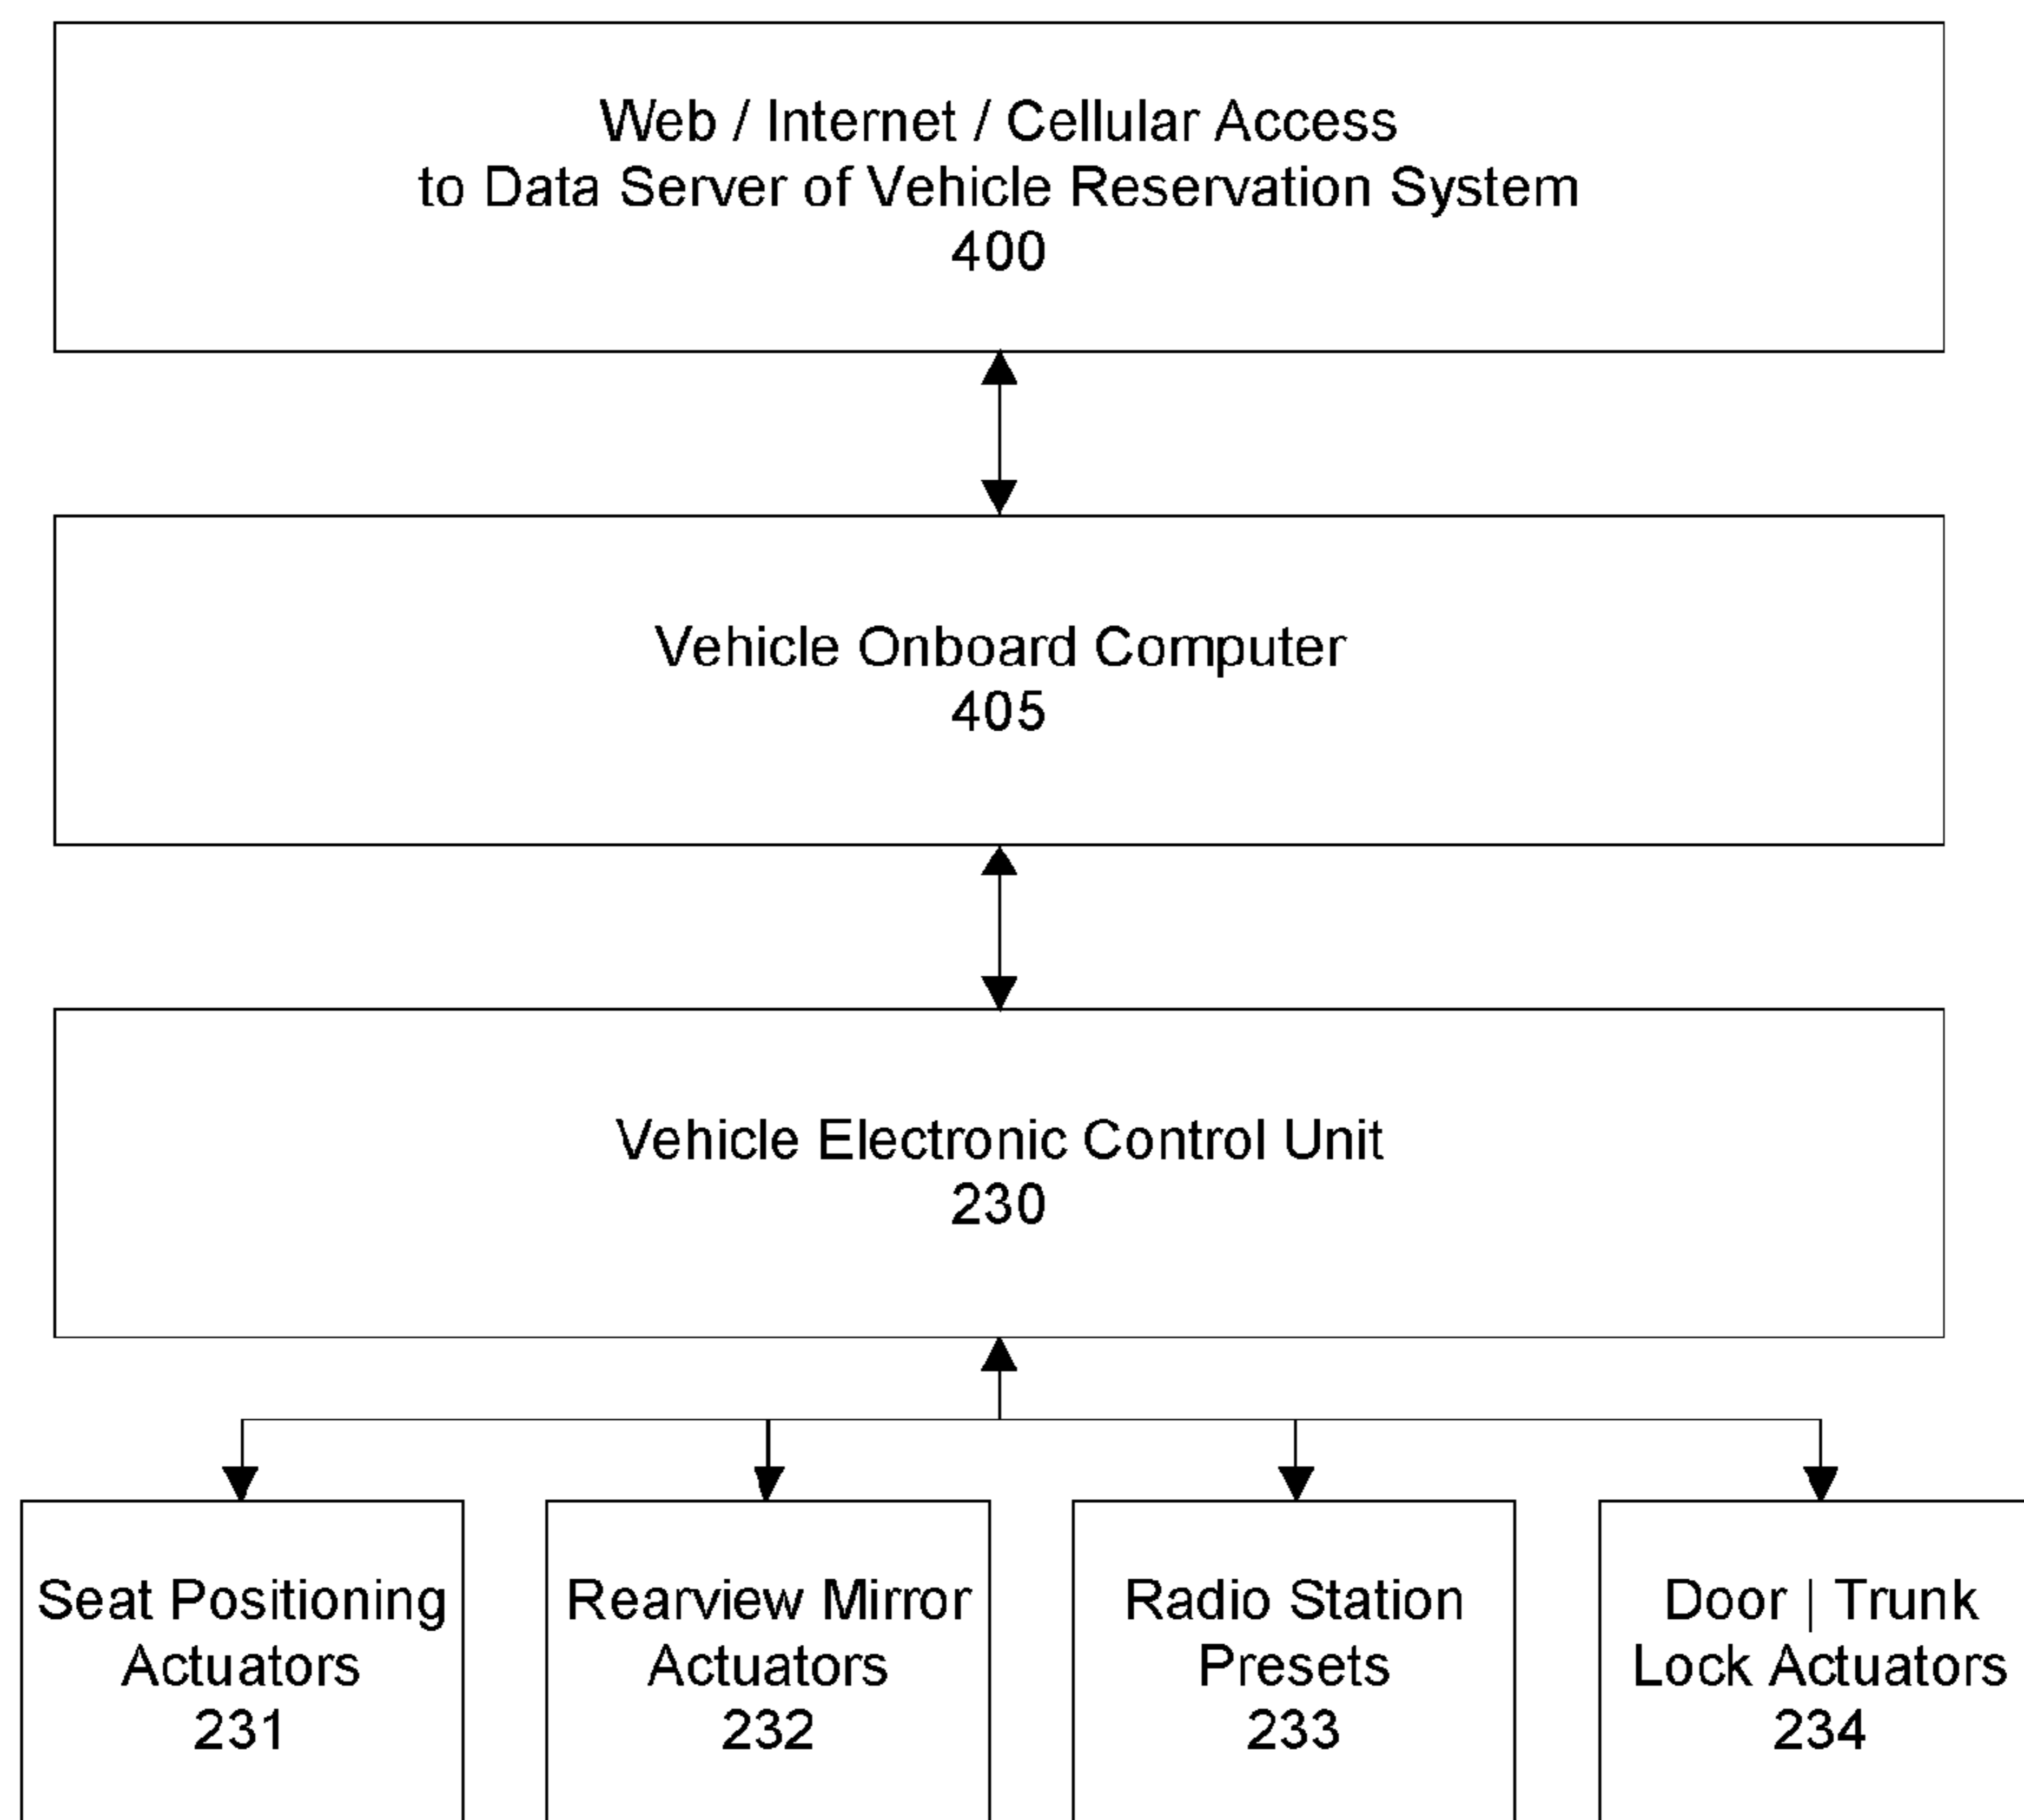 Web / Internet / Cellular Access
to Data Server of Vehicle Reservation System
400
Vehicle Onboard Computer
405
Vehicle Electronic Control Unit
230
Seat Positioning
Actuators
231
Rearview Mirror
Actuators
232
Radio Station
Presets
233
Door | Trunk
Lock Actuators
234